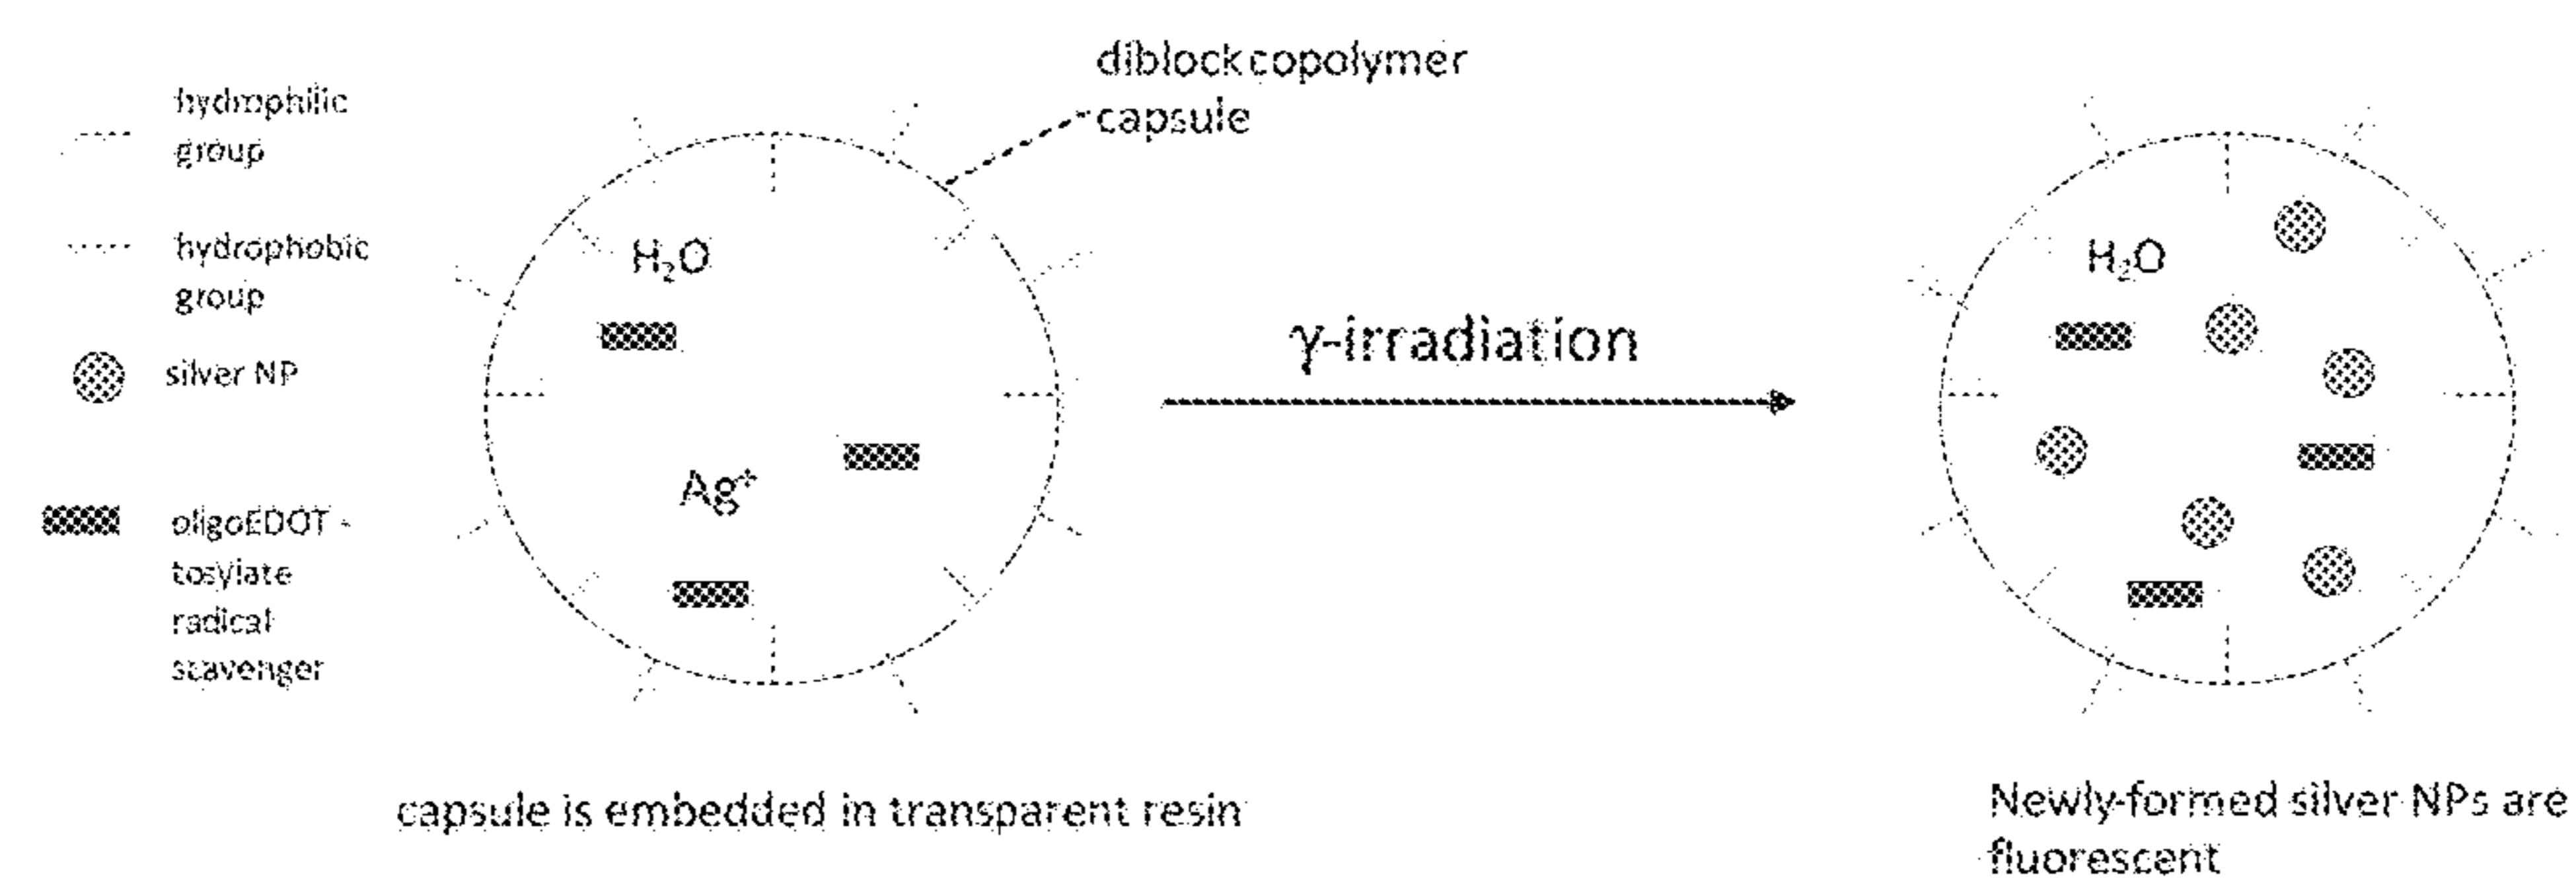 hydrophilic
group
hydrophobic
group
silver NP
oligoEDOT -
tosylate
radical
scavenger
diblock copolymer
capsule
H₂O
Ag⁺
capsule is embedded in transparent resin
γ-irradiation
H₂O
Newly-formed silver NPs are
fluorescent